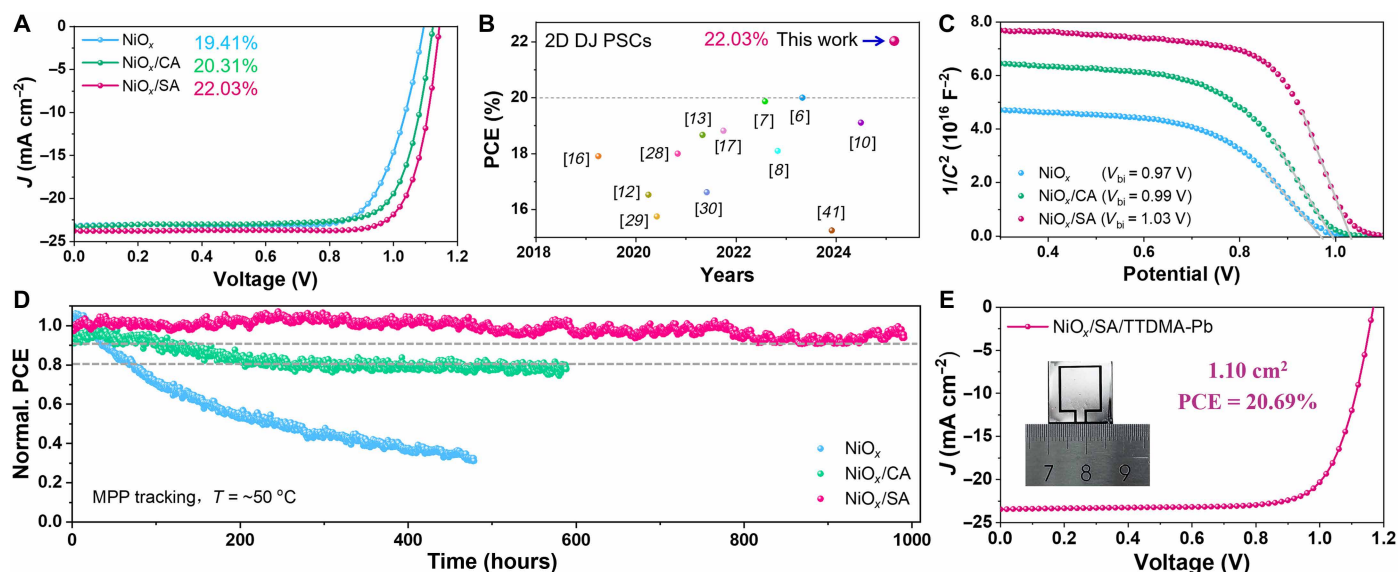 A
NiOx
19.41%
NiOx/CA
20.31%
NiOx/SA
22.03%
0
−5
−10
−15
−20
−25
J (mA cm−2)
0.0 0.2 0.4 0.6 0.8 1.0 1.2
Voltage (V)
B
2D DJ PSCs 22.03% This work
22
20
18
16
PCE (%)
[16]
[12]
[29]
[28]
[13]
[30]
[17]
[7]
[8]
[6]
[41]
[10]
2018 2020 2022 2024
Years
C
8.0
6.0
4.0
2.0
0.0
1/C2 (1016 F−2)
NiOx (Vbi = 0.97 V)
NiOx/CA (Vbi = 0.99 V)
NiOx/SA (Vbi = 1.03 V)
0.4 0.6 0.8 1.0
Potential (V)
D
1.0
0.8
0.6
0.4
0.2
0.0
Normal. PCE
NiOx
NiOx/CA
NiOx/SA
MPP tracking, T = ~50 °C
0 200 400 600 800 1000
Time (hours)
E
NiOx/SA/TTDMA-Pb
1.10 cm2
PCE = 20.69%
7 8 9
0
−5
−10
−15
−20
−25
J (mA cm−2)
0.0 0.2 0.4 0.6 0.8 1.0 1.2
Voltage (V)